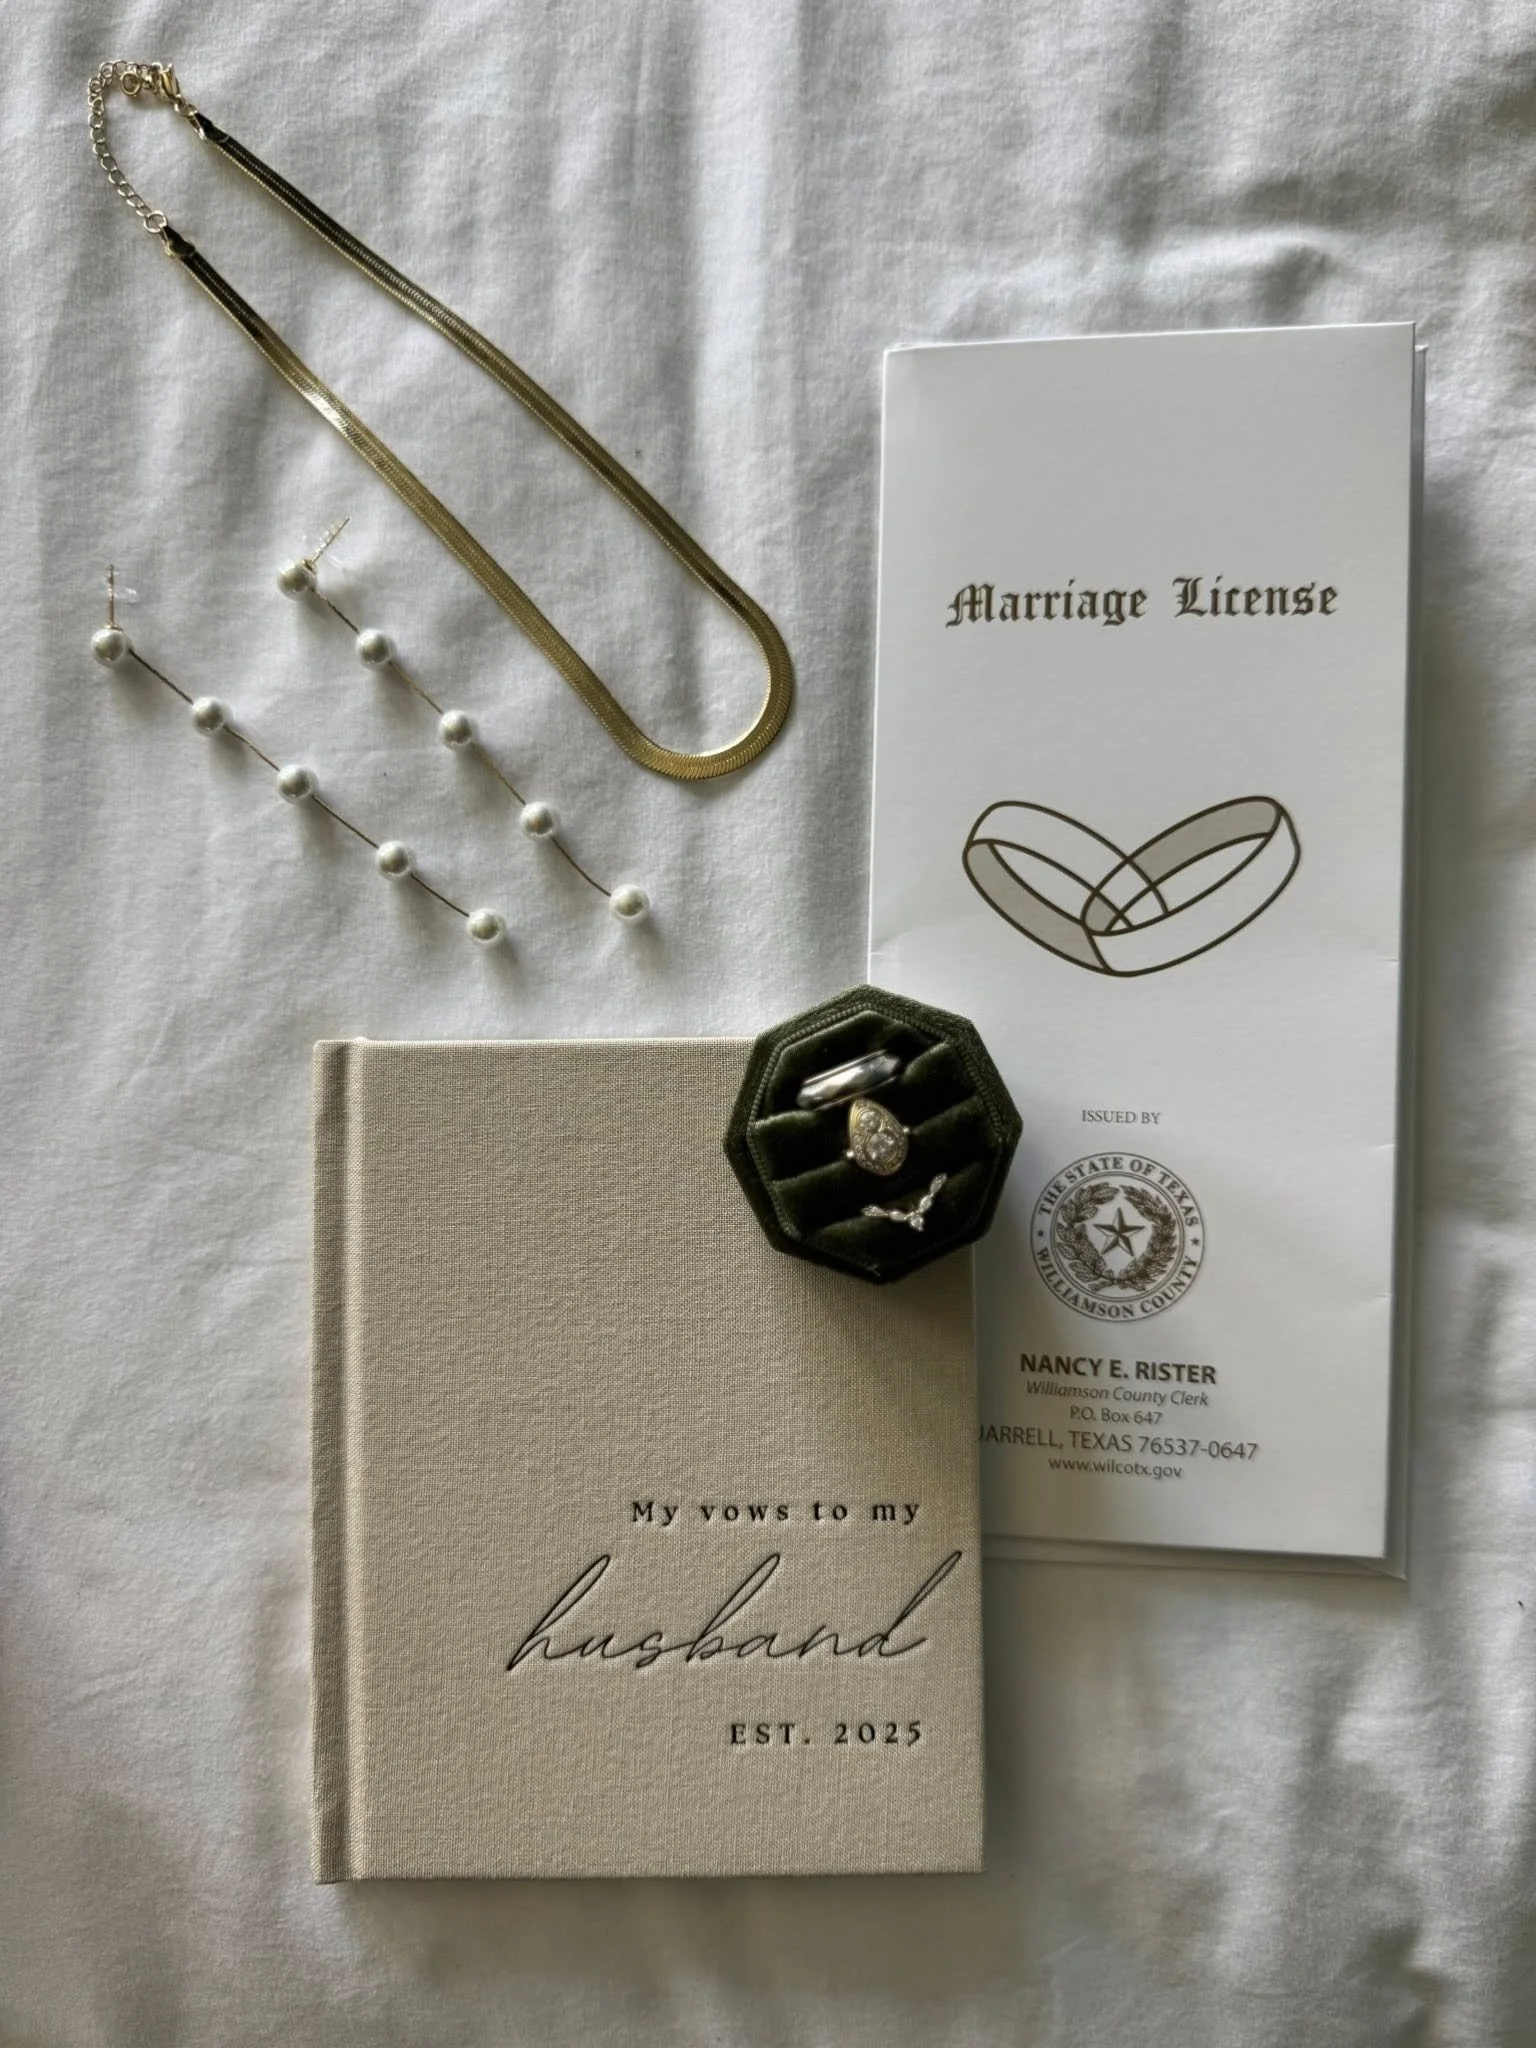 Marriage License
ISSUED BY
THE STATE OF TEXAS
WILLIAMSON COUNTY
NANCY E. RISTER
Williamson County Clerk
P.O. Box 647
JARRELL, TEXAS 76537-0647
www.wilcotx.gov
My vows to my
husband
EST. 2025